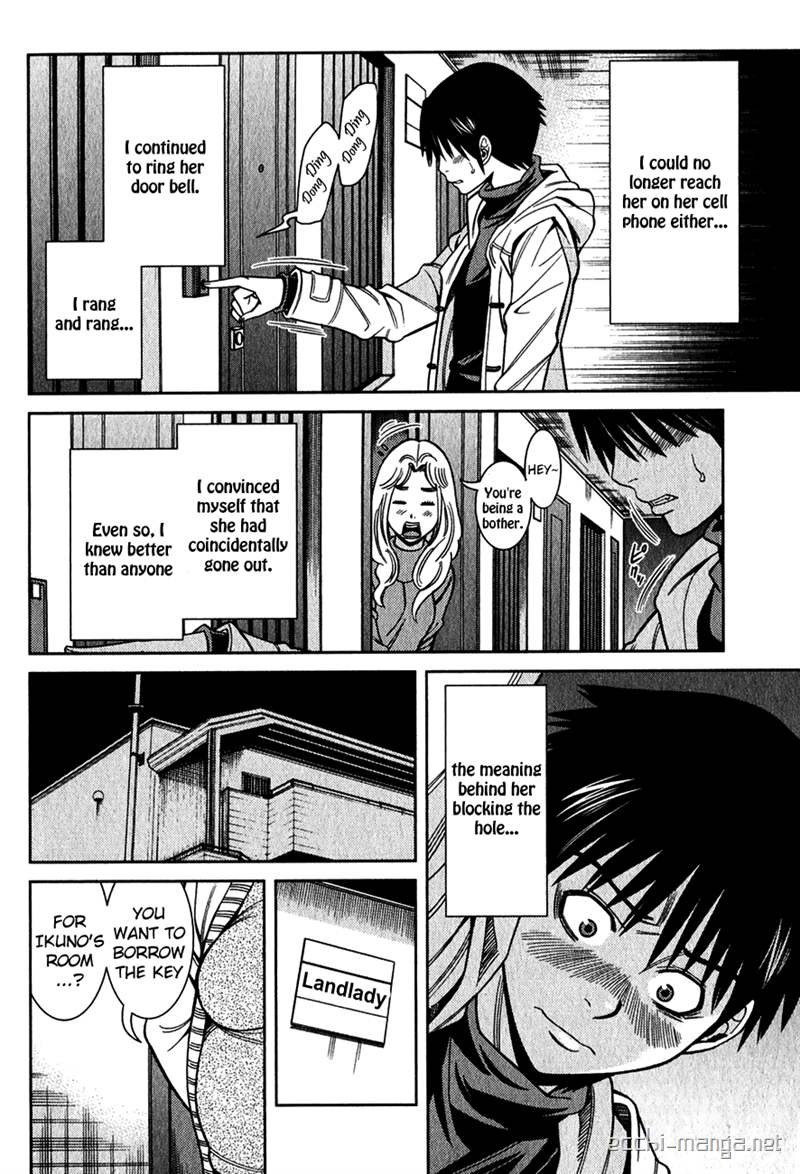 I could no
longer reach
her on her cell
phone either...
Ding
Dong
Ding
Dong
I continued
to ring her
door bell.
I rang
and rang...
HEY~
You're
being a
bother.
I convinced
myself that
she had
coincidentally
gone out.
Even so, I
knew better
than anyone
ビ
クッ
the meaning
behind her
blocking the
hole...
Landlady
YOU
WANT TO
BORROW
THE KEY
FOR
IKUNO'S
ROOM
...?
ecchi-manga.net